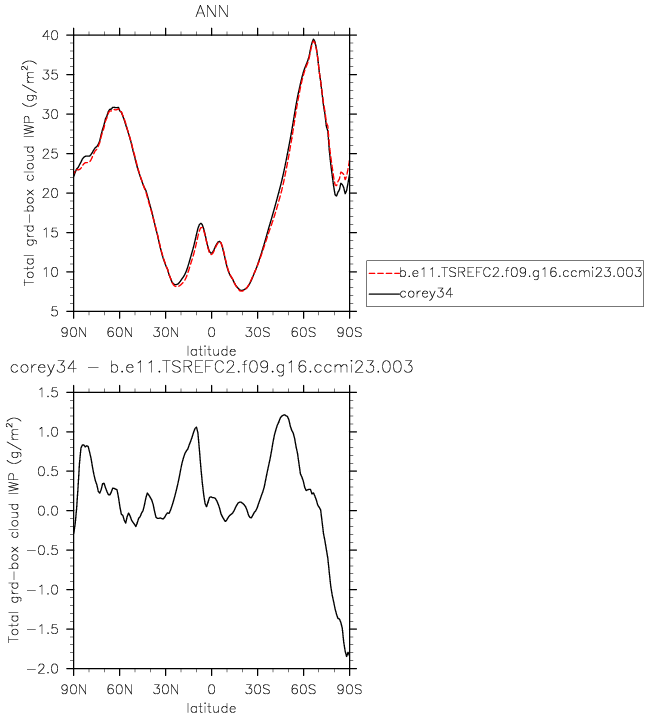 ANN
Total grd-box cloud IWP (g/m²)
40
35
30
25
20
15
10
5
90N 60N 30N 0 30S 60S 90S
latitude
b.e11.TSREFC2.f09.g16.ccmi23.003
corey34
corey34 - b.e11.TSREFC2.f09.g16.ccmi23.003
Total grd-box cloud IWP (g/m²)
1.5
1.0
0.5
0.0
-0.5
-1.0
-1.5
-2.0
90N 60N 30N 0 30S 60S 90S
latitude